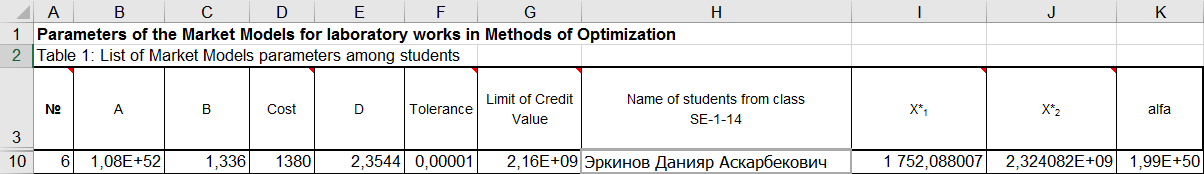 A B C D E F G H I J K
1 Parameters of the Market Models for laboratory works in Methods of Optimization
2 Table 1: List of Market Models parameters among students
3 № A B Cost D Tolerance Limit of Credit Value Name of students from class SE-1-14 X*₁ X*₂ alfa
10 6 1,08E+52 1,336 1380 2,3544 0,00001 2,16E+09 Эркинов Данияр Аскарбекович 1 752,088007 2,324082E+09 1,99E+50